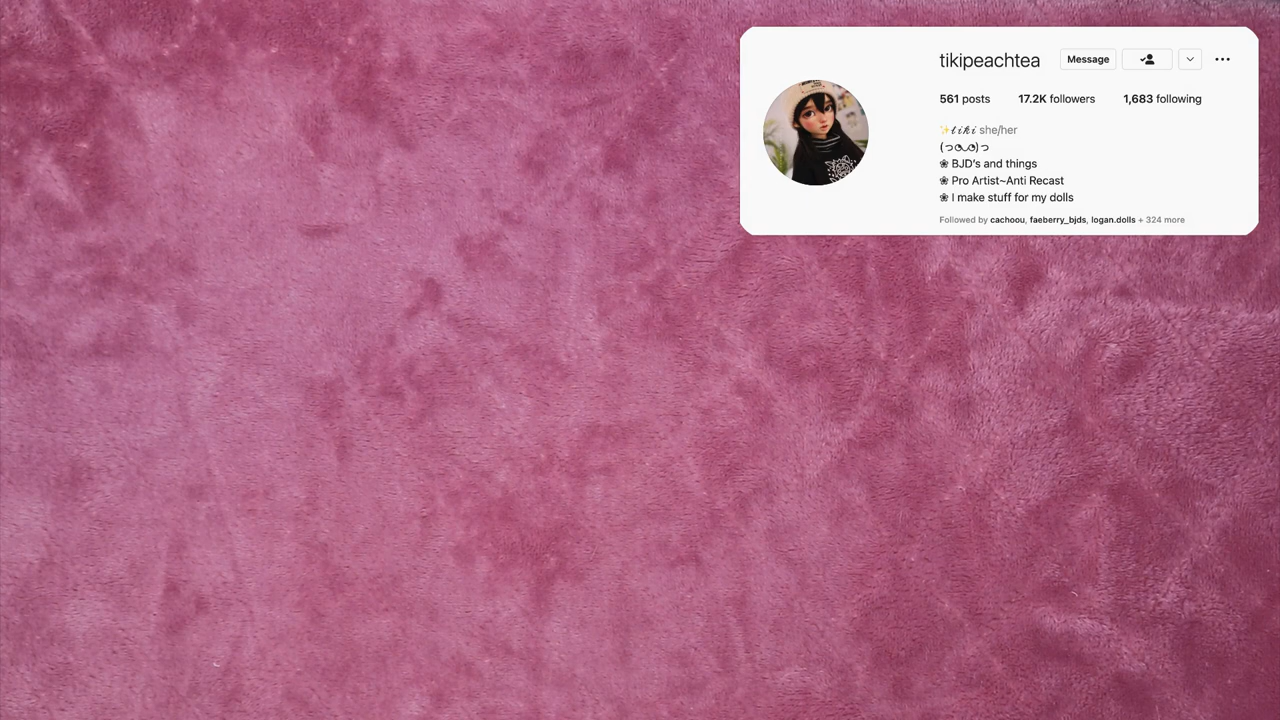 tikipeachtea Message
561 posts 17.2K followers 1,683 following
✨𝓽𝓲𝓴𝓲 she/her
(っ◔◡◔)っ
❀ BJD's and things
❀ Pro Artist~Anti Recast
❀ I make stuff for my dolls
Followed by cachoou, faeberry_bjds, logan.dolls + 324 more